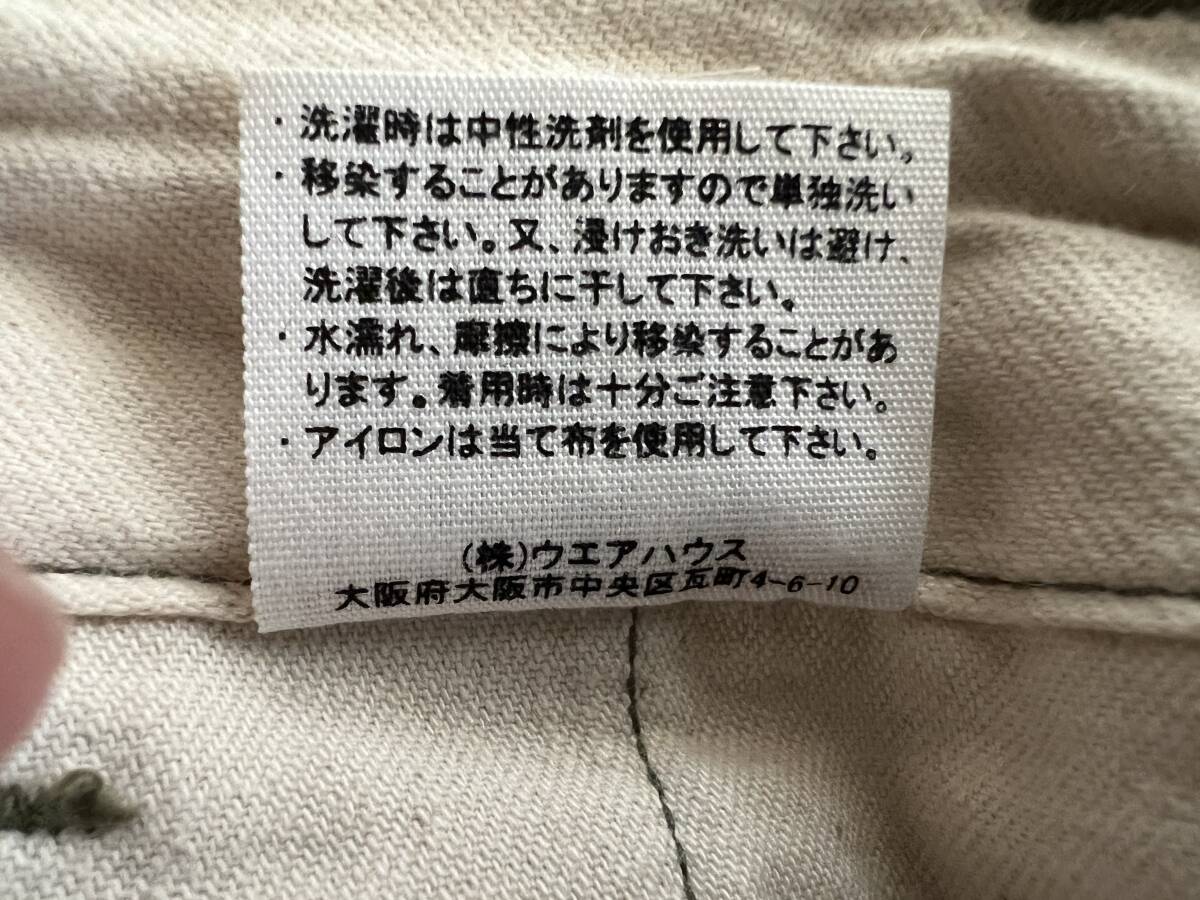 ・洗濯時は中性洗剤を使用して下さい。
・移染することがありますので単独洗い
して下さい。又、浸けおき洗いは避け、
洗濯後は直ちに干して下さい。
・水濡れ、摩擦により移染することがあ
ります。着用時は十分ご注意下さい。
・アイロンは当て布を使用して下さい。
(株)ウエアハウス
大阪府大阪市中央区瓦町4-6-10